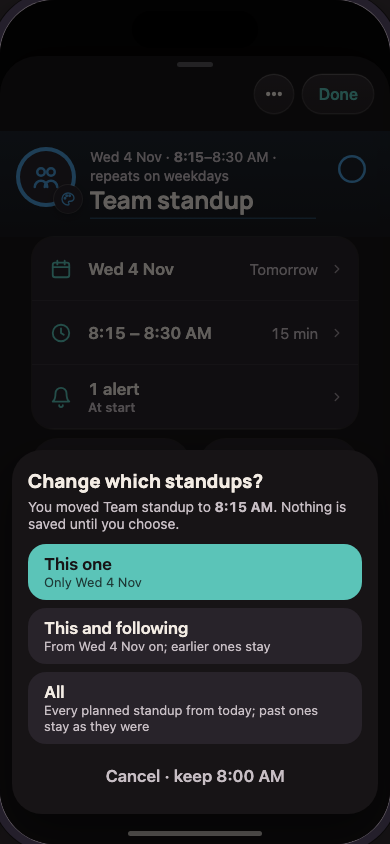 Done
Wed 4 Nov · 8:15–8:30 AM ·
repeats on weekdays
Team standup
Wed 4 Nov
Tomorrow
8:15 – 8:30 AM
15 min
1 alert
At start
Change which standups?
You moved Team standup to 8:15 AM. Nothing is
saved until you choose.
This one
Only Wed 4 Nov
This and following
From Wed 4 Nov on; earlier ones stay
All
Every planned standup from today; past ones
stay as they were
Cancel · keep 8:00 AM